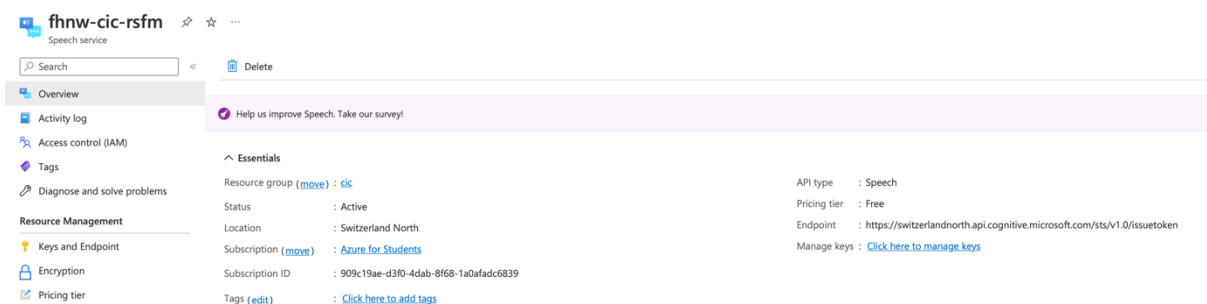 fhnw-cic-rsfm
Speech service
Search
Delete
Overview
Activity log
Access control (IAM)
Tags
Diagnose and solve problems
Resource Management
Keys and Endpoint
Encryption
Pricing tier
Help us improve Speech. Take our survey!
Essentials
Resource group (move) : cic
Status : Active
Location : Switzerland North
Subscription (move) : Azure for Students
Subscription ID : 909c19ae-d3f0-4dab-8f68-1a0afadc6839
Tags (edit) : Click here to add tags
API type : Speech
Pricing tier : Free
Endpoint : https://switzerlandnorth.api.cognitive.microsoft.com/sts/v1.0/issuetoken
Manage keys : Click here to manage keys